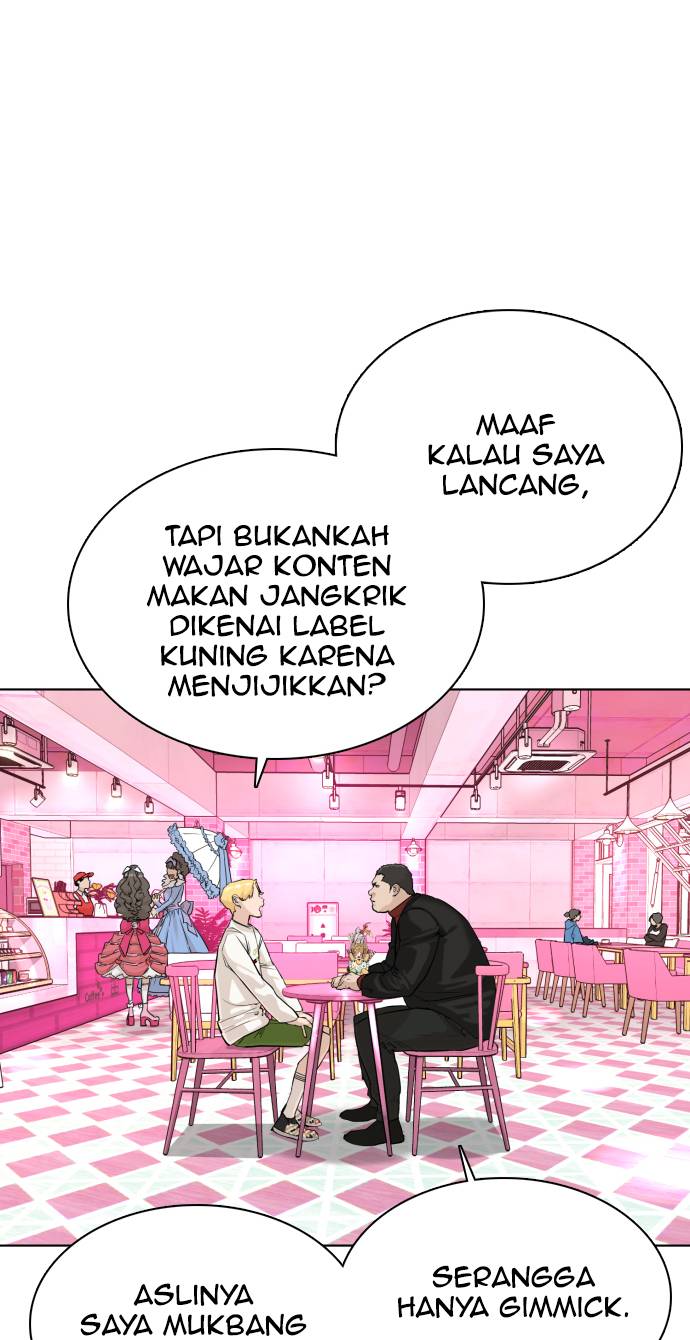 MAAF
KALAU SAYA
LANCANG,
TAPI BUKANKAH
WAJAR KONTEN
MAKAN JANGKRIK
DIKENAI LABEL
KUNING KARENA
MENJIJIKKAN?
Coffee's
SERANGGA
HANYA GIMMICK.
ASLINYA
SAYA MUKBANG